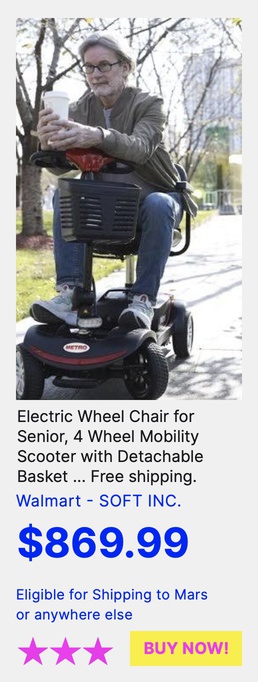 METRO
Electric Wheel Chair for
Senior, 4 Wheel Mobility
Scooter with Detachable
Basket ... Free shipping.
Walmart - SOFT INC.
$869.99
Eligible for Shipping to Mars
or anywhere else
BUY NOW!